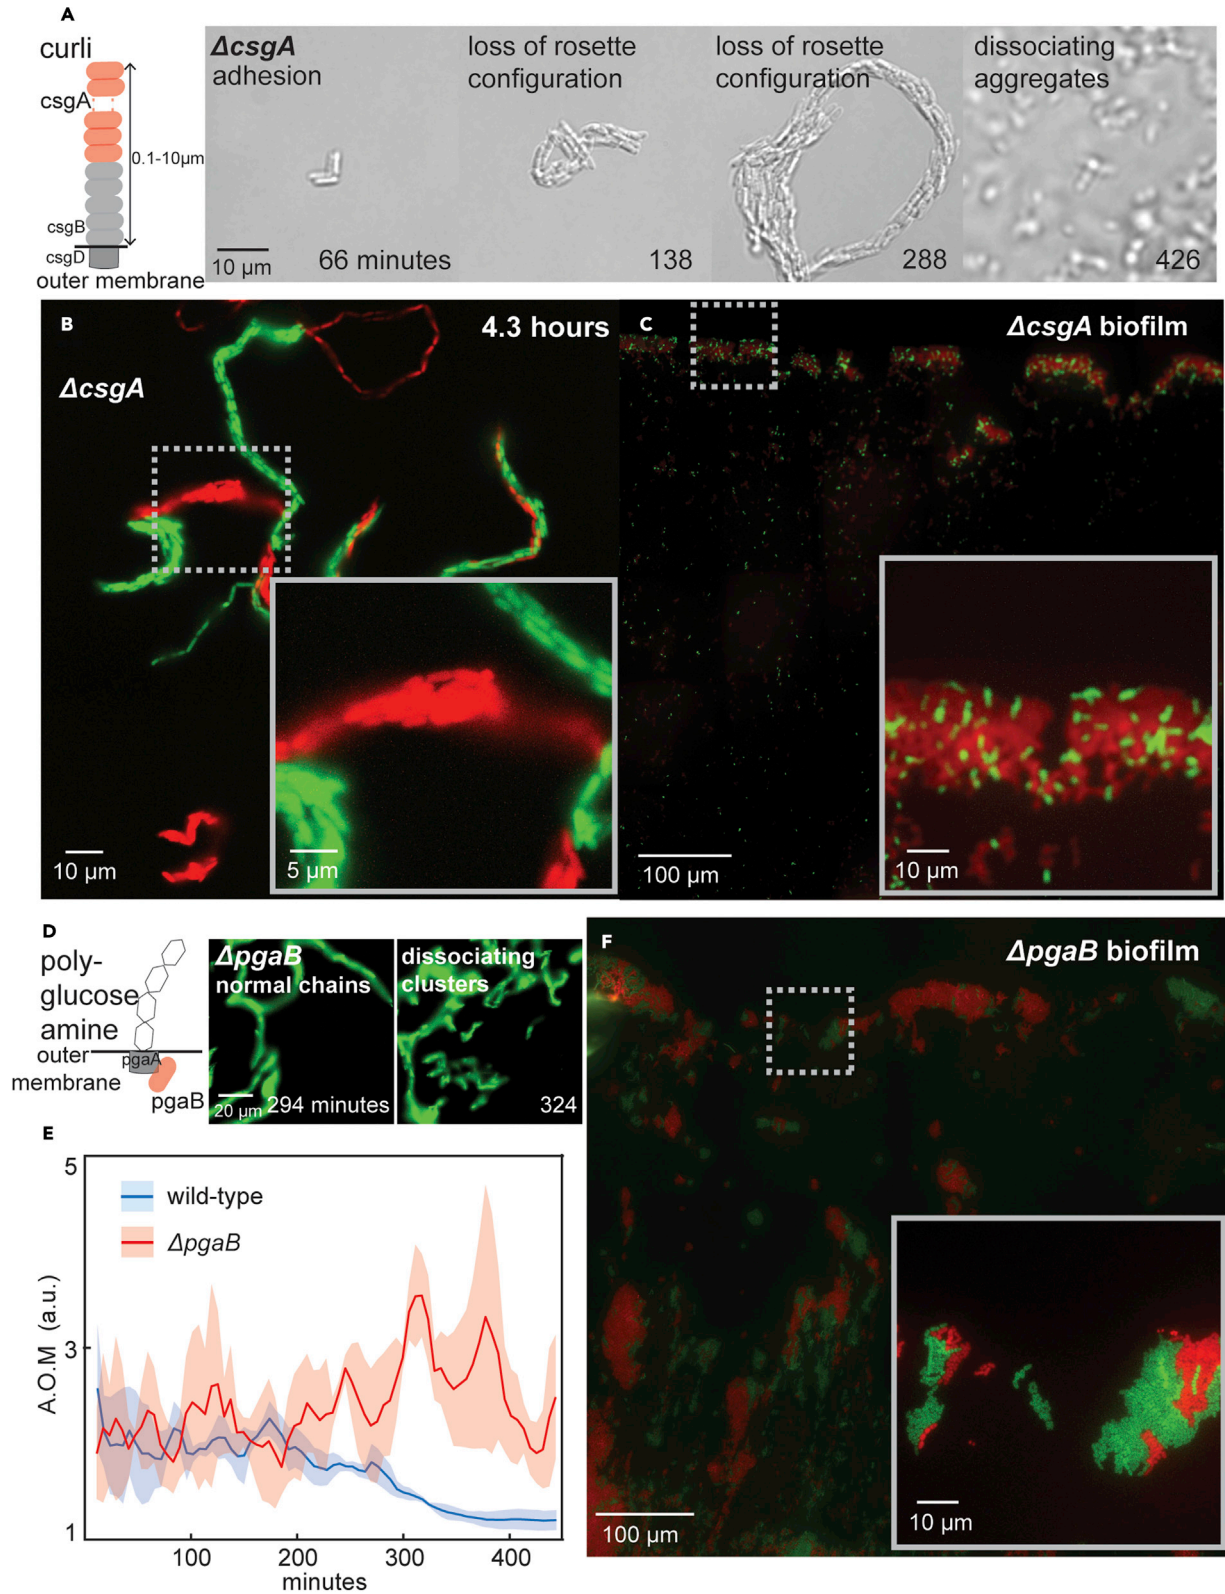 A
curli
csgA
0.1-10µm
csgB
csgD
outer membrane
ΔcsgA
adhesion
10 µm
66 minutes
loss of rosette
configuration
138
loss of rosette
configuration
288
dissociating
aggregates
426
B
4.3 hours
ΔcsgA
10 µm
5 µm
C
ΔcsgA biofilm
100 µm
10 µm
D
poly-
glucose
amine
outer
membrane
pgaA
pgaB
ΔpgaB
normal chains
20 µm
294 minutes
dissociating
clusters
324
E
5
3
1
A.O.M (a.u.)
wild-type
ΔpgaB
100
200
300
400
minutes
F
ΔpgaB biofilm
100 µm
10 µm